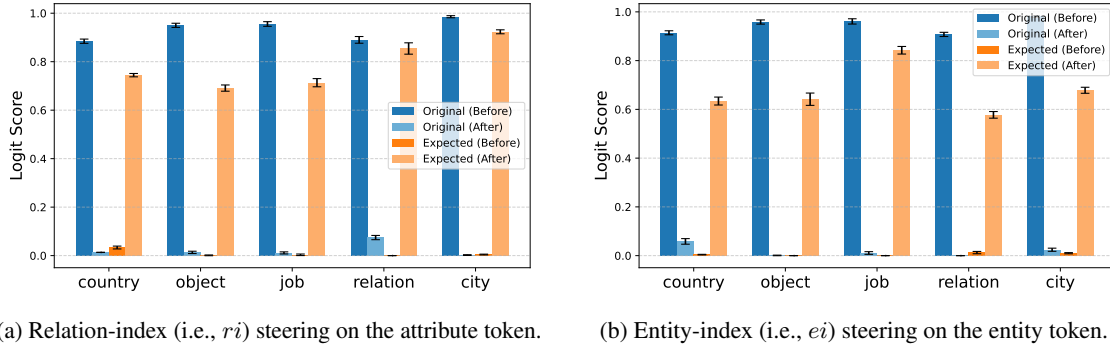 1.0
0.8
0.6
0.4
0.2
0.0
Logit Score
Original (Before)
Original (After)
Expected (Before)
Expected (After)
country object job relation city
(a) Relation-index (i.e., ri) steering on the attribute token.
1.0
0.8
0.6
0.4
0.2
0.0
Logit Score
Original (Before)
Original (After)
Expected (Before)
Expected (After)
country object job relation city
(b) Entity-index (i.e., ei) steering on the entity token.